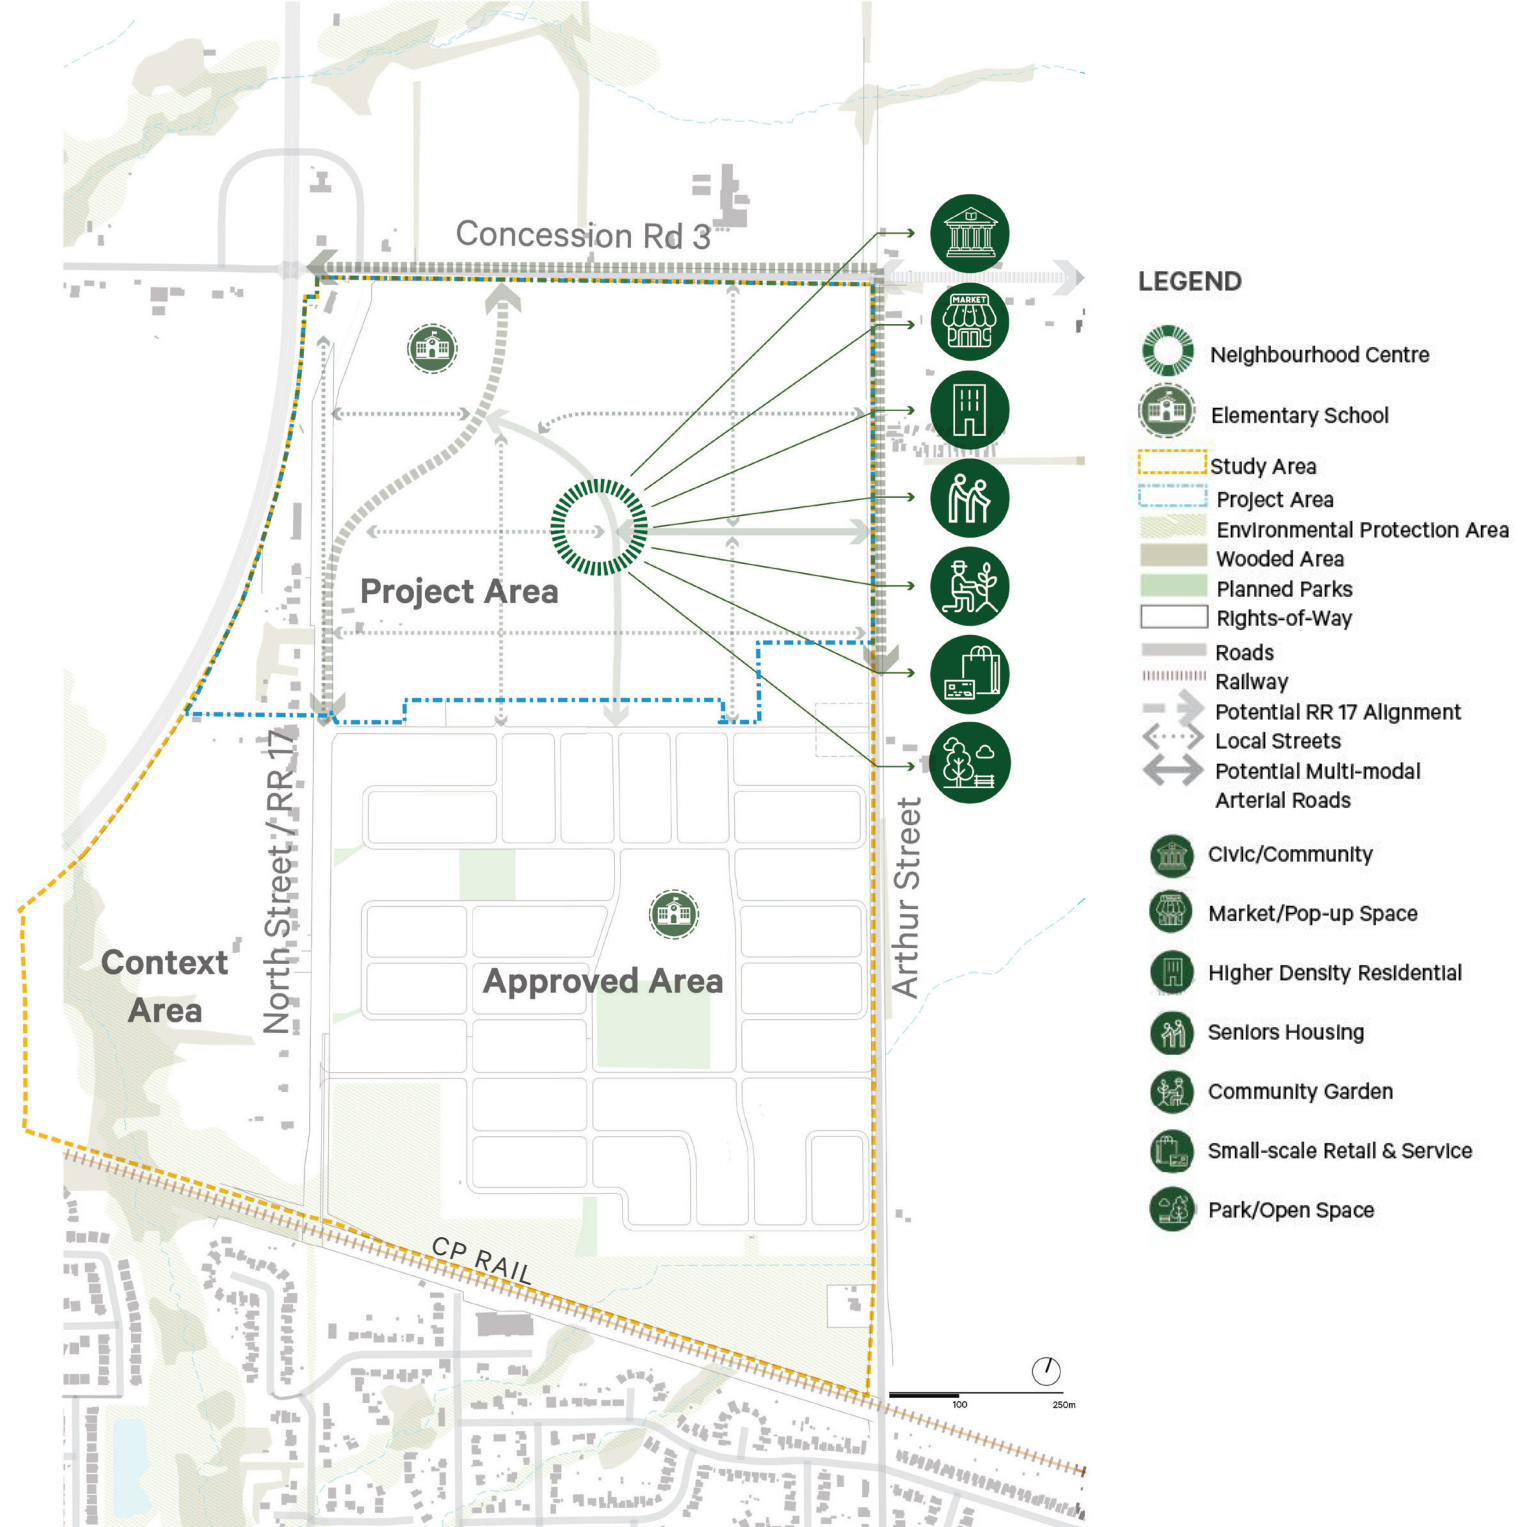 Concession Rd 3
MARKET
Project Area
North Street / RR 17
Arthur Street
Context
Area
Approved Area
CP RAIL
100
250m
LEGEND
Neighbourhood Centre
Elementary School
Study Area
Project Area
Environmental Protection Area
Wooded Area
Planned Parks
Rights-of-Way
Roads
Railway
Potential RR 17 Alignment
Local Streets
Potential Multi-modal
Arterial Roads
Civic/Community
Market/Pop-up Space
Higher Density Residential
Seniors Housing
Community Garden
Small-scale Retail & Service
Park/Open Space